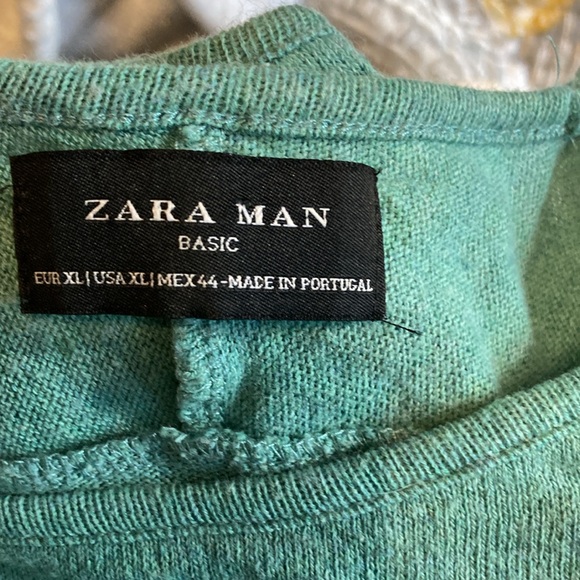 ZARA MAN
BASIC
EUR XL | USA XL | MEX 44 - MADE IN PORTUGAL